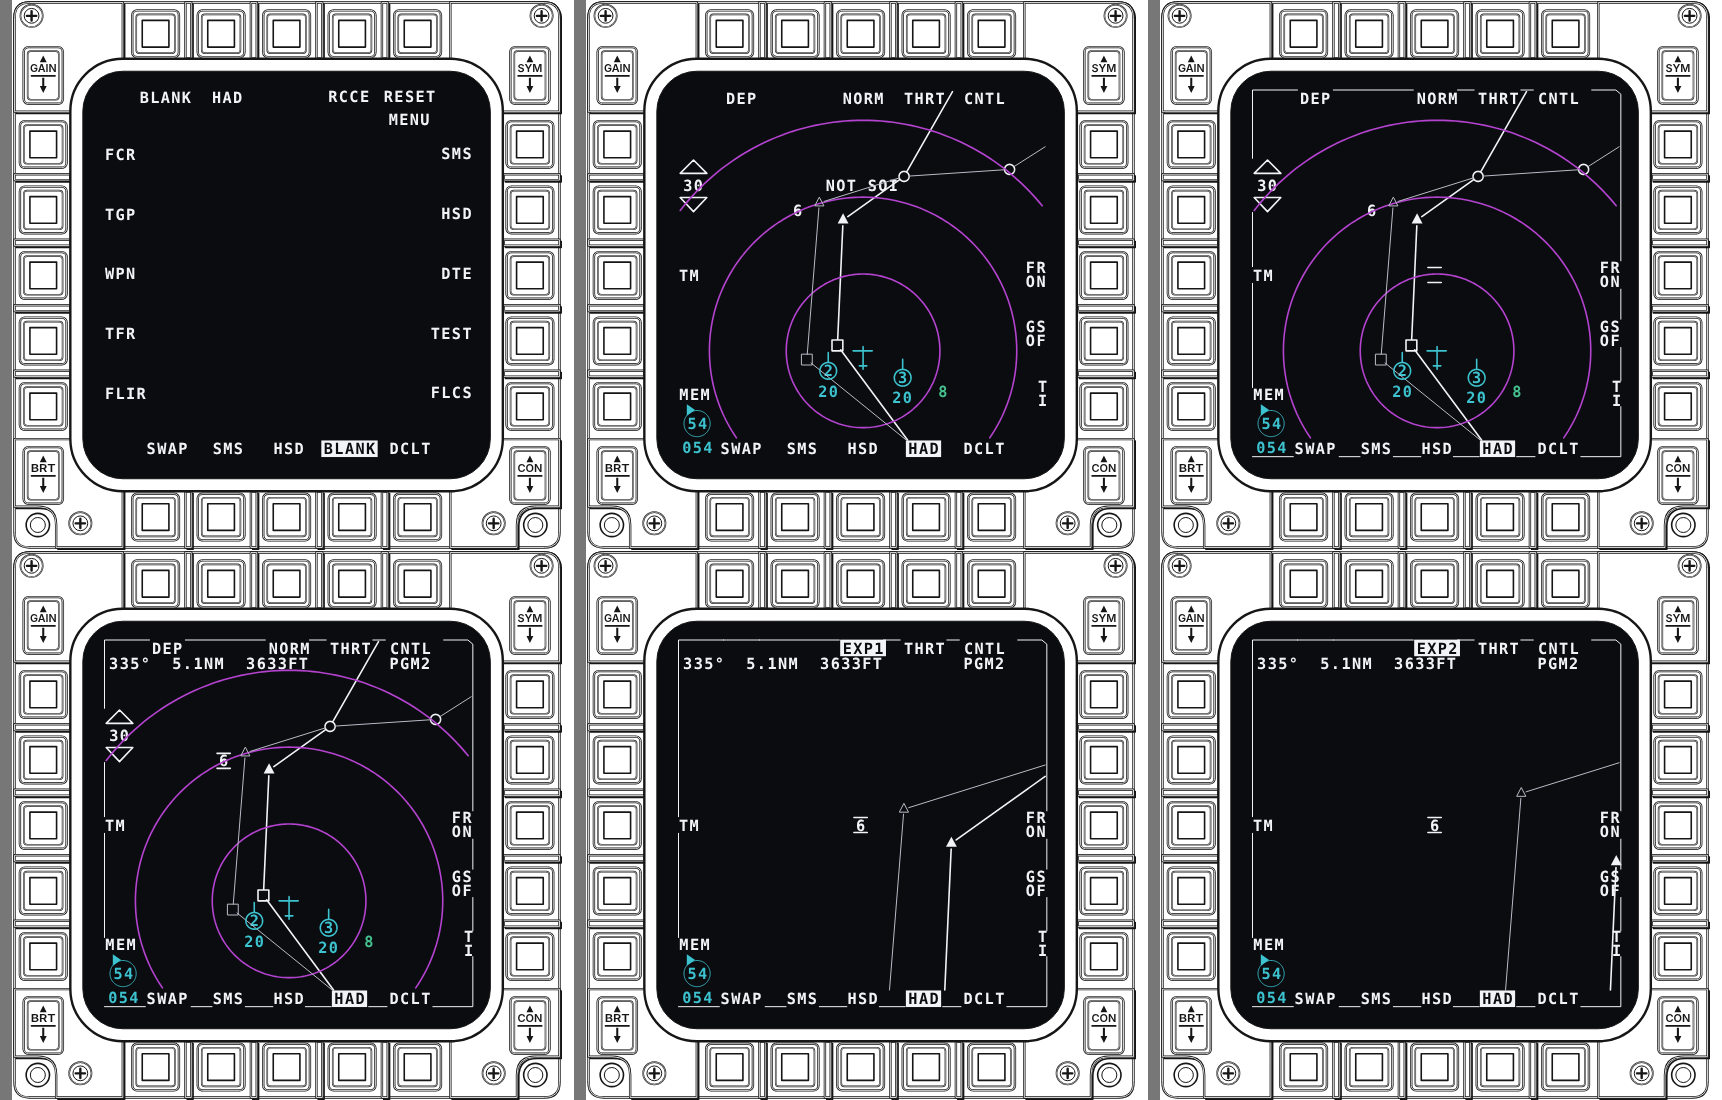 GAIN
SYM
BLANK HAD RCCE RESET
MENU
FCR SMS
TGP HSD
WPN DTE
TFR TEST
FLIR FLCS
SWAP SMS HSD BLANK DCLT
BRT
CON
GAIN
SYM
DEP NORM THRT CNTL
30
NOT SOI
6
TM
FR
ON
GS
OF
2
3
20
20
8
MEM
T
I
54
054 SWAP SMS HSD HAD DCLT
BRT
CON
GAIN
SYM
DEP NORM THRT CNTL
30
6
TM
FR
ON
GS
OF
2
3
20
20
8
MEM
T
I
54
054 SWAP SMS HSD HAD DCLT
BRT
CON
GAIN
SYM
DEP NORM THRT CNTL
335° 5.1NM 3633FT PGM2
30
6
TM
FR
ON
GS
OF
2
3
20
20
8
MEM
T
I
54
054 SWAP SMS HSD HAD DCLT
BRT
CON
GAIN
SYM
EXP1 THRT CNTL
335° 5.1NM 3633FT PGM2
TM
6
FR
ON
GS
OF
MEM
T
I
54
054 SWAP SMS HSD HAD DCLT
BRT
CON
GAIN
SYM
EXP2 THRT CNTL
335° 5.1NM 3633FT PGM2
TM
6
FR
ON
GS
OF
MEM
T
I
54
054 SWAP SMS HSD HAD DCLT
BRT
CON